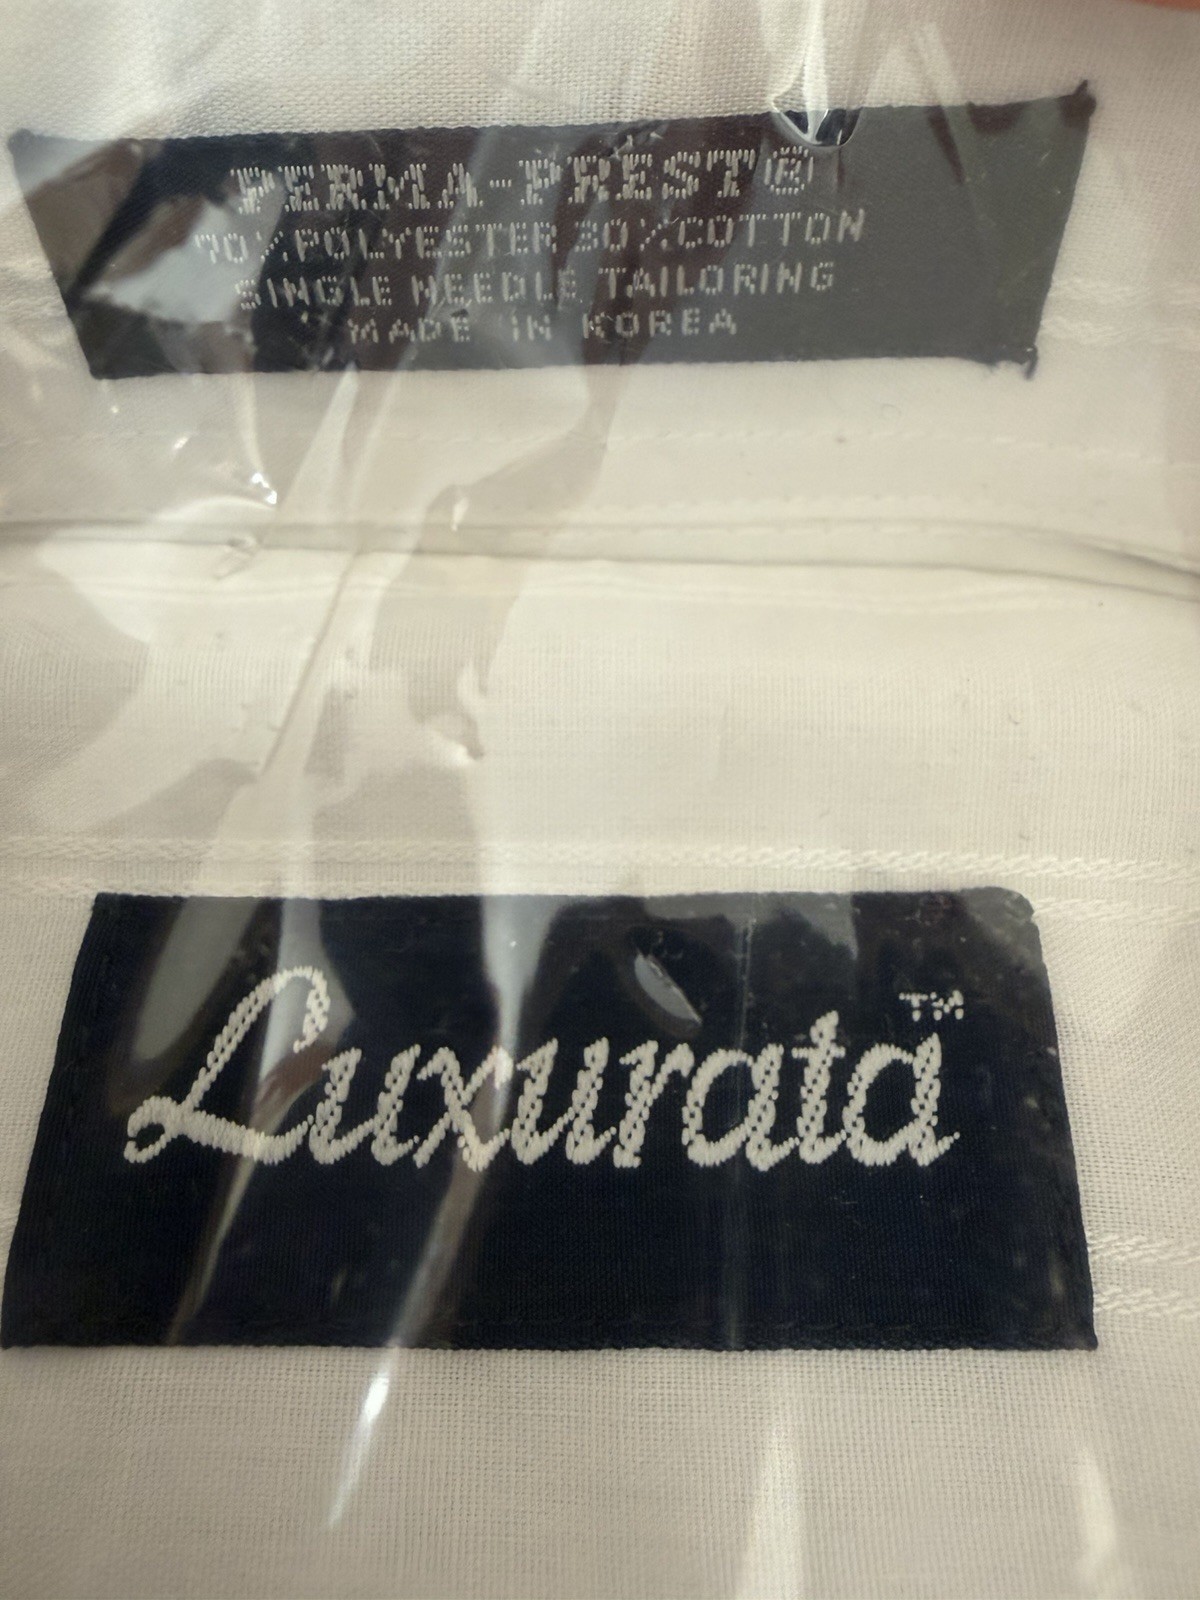 PERMA-PREST®
70% POLYESTER 30% COTTON
SINGLE NEEDLE TAILORING
MADE IN KOREA
Luxurata™